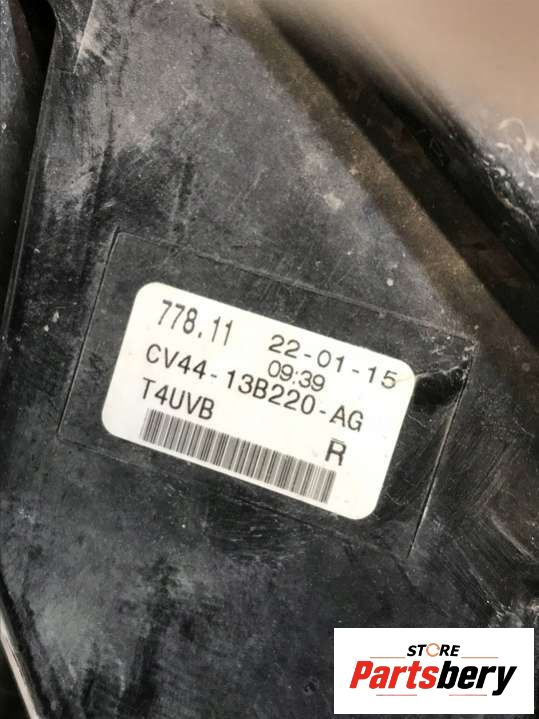 778.11 22-01-15
09:39
CV44-13B220-AG
T4UVB
R
STORE
Partsbery